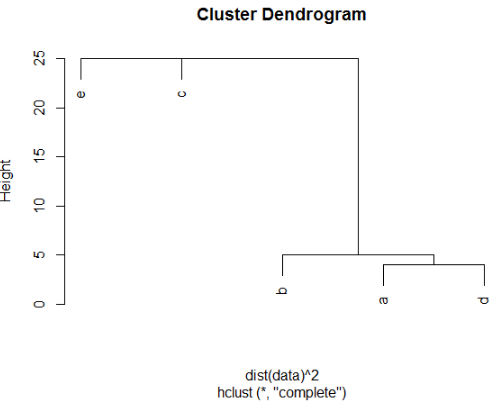 Cluster Dendrogram
Height
25
20
15
10
5
0
e
c
b
a
d
dist(data)^2
hclust (*, "complete")